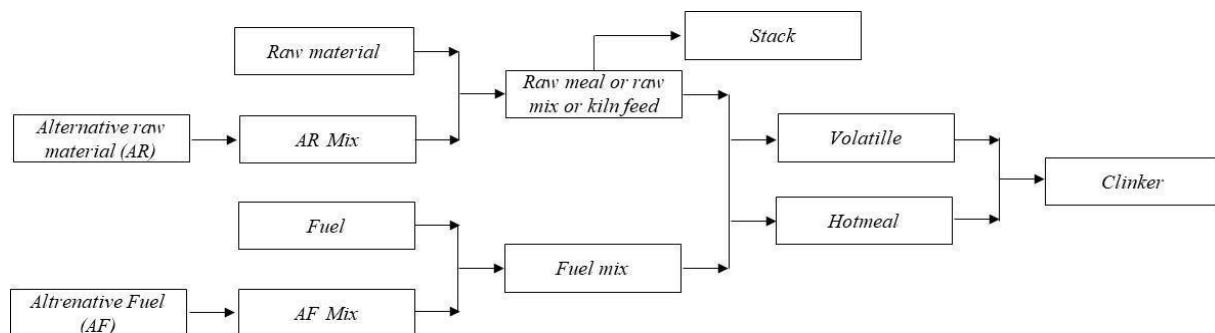 Raw material
Stack
Raw meal or raw
mix or kiln feed
Alternative raw
material (AR)
AR Mix
Volatille
Clinker
Fuel
Hotmeal
Fuel mix
Altrenative Fuel
(AF)
AF Mix